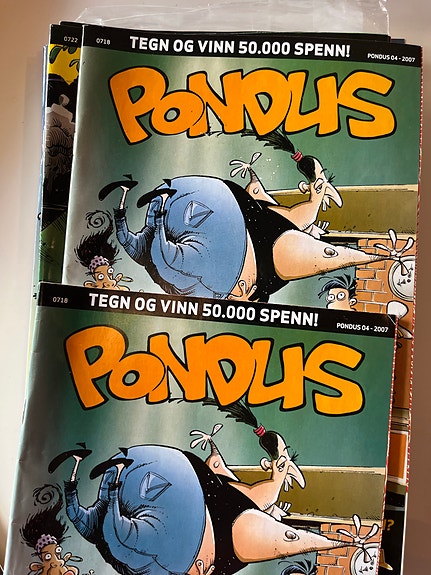 0722
0718
TEGN OG VINN 50.000 SPENN!
PONDUS 04 - 2007
PONDUS
0718
TEGN OG VINN 50.000 SPENN!
PONDUS 04 - 2007
PONDUS